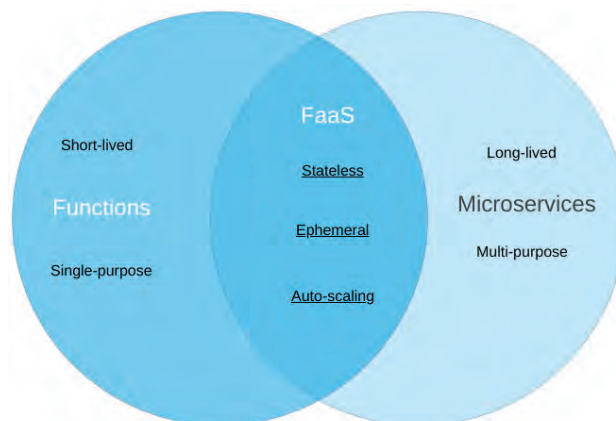 FaaS
Short-lived
Long-lived
Stateless
Functions
Microservices
Ephemeral
Multi-purpose
Single-purpose
Auto-scaling